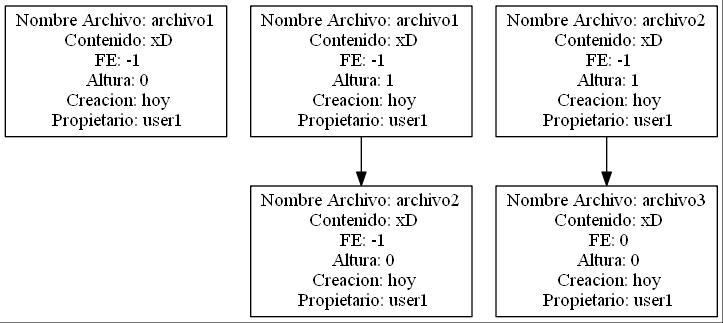 Nombre Archivo: archivo1
Contenido: xD
FE: -1
Altura: 0
Creacion: hoy
Propietario: user1
Nombre Archivo: archivo1
Contenido: xD
FE: -1
Altura: 1
Creacion: hoy
Propietario: user1
Nombre Archivo: archivo2
Contenido: xD
FE: -1
Altura: 1
Creacion: hoy
Propietario: user1
Nombre Archivo: archivo2
Contenido: xD
FE: -1
Altura: 0
Creacion: hoy
Propietario: user1
Nombre Archivo: archivo3
Contenido: xD
FE: 0
Altura: 0
Creacion: hoy
Propietario: user1